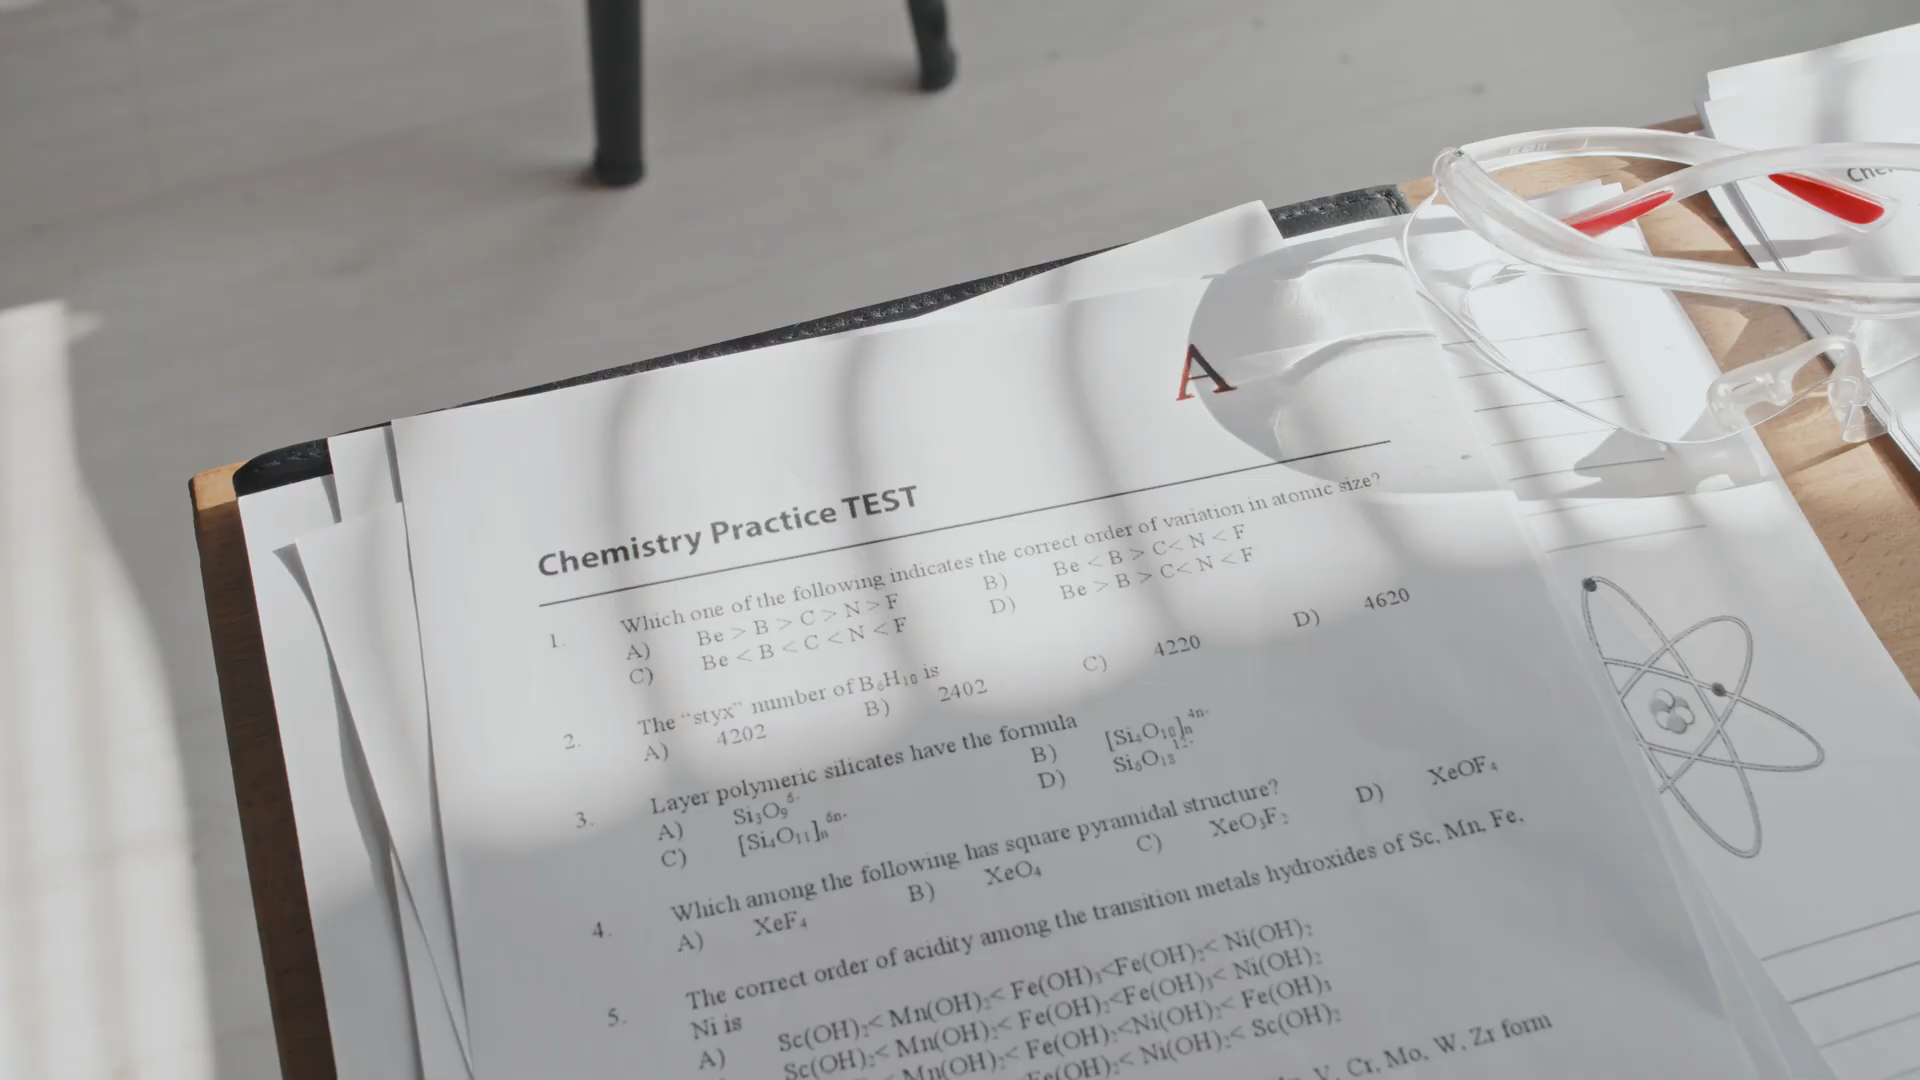 A
Chemistry Practice TEST
1. Which one of the following indicates the correct order of variation in atomic size?
A) Be > B > C > N > F B) Be < B > C < N < F
C) Be < B < C < N < F D) Be > B > C < N < F
2. The “styx” number of B₆H₁₀ is
A) 4202 B) 2402 C) 4220 D) 4620
3. Layer polymeric silicates have the formula
A) Si₃O₉⁶⁻ B) [Si₄O₁₀]ₙ⁴ⁿ⁻
C) [Si₄O₁₁]ₙ⁶ⁿ⁻ D) Si₆O₁₈¹²⁻
4. Which among the following has square pyramidal structure?
A) XeF₄ B) XeO₄ C) XeO₃F₂ D) XeOF₄
5. The correct order of acidity among the transition metals hydroxides of Sc, Mn, Fe,
Ni is
A) Sc(OH)₂< Mn(OH)₂< Fe(OH)₃<Fe(OH)₂< Ni(OH)₂
Sc(OH)₂< Mn(OH)₂< Fe(OH)₂<Fe(OH)₃< Ni(OH)₂
Mn(OH)₂< Fe(OH)₂<Ni(OH)₂< Fe(OH)₃
Fe(OH)₂< Ni(OH)₂< Sc(OH)₂
V, Cr, Mo, W, Zr form